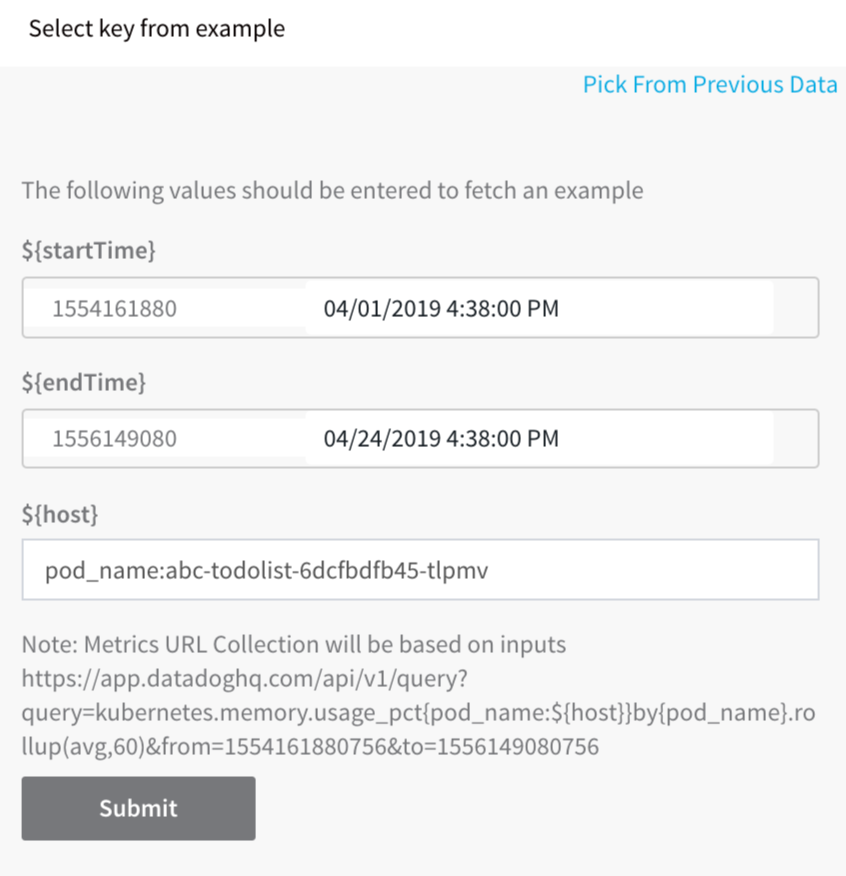 Select key from example
Pick From Previous Data
The following values should be entered to fetch an example
${startTime}
1554161880 04/01/2019 4:38:00 PM
${endTime}
1556149080 04/24/2019 4:38:00 PM
${host}
pod_name:abc-todolist-6dcfbdfb45-tlpmv
Note: Metrics URL Collection will be based on inputs
https://app.datadoghq.com/api/v1/query?
query=kubernetes.memory.usage_pct{pod_name:${host}}by{pod_name}.ro
llup(avg,60)&from=1554161880756&to=1556149080756
Submit